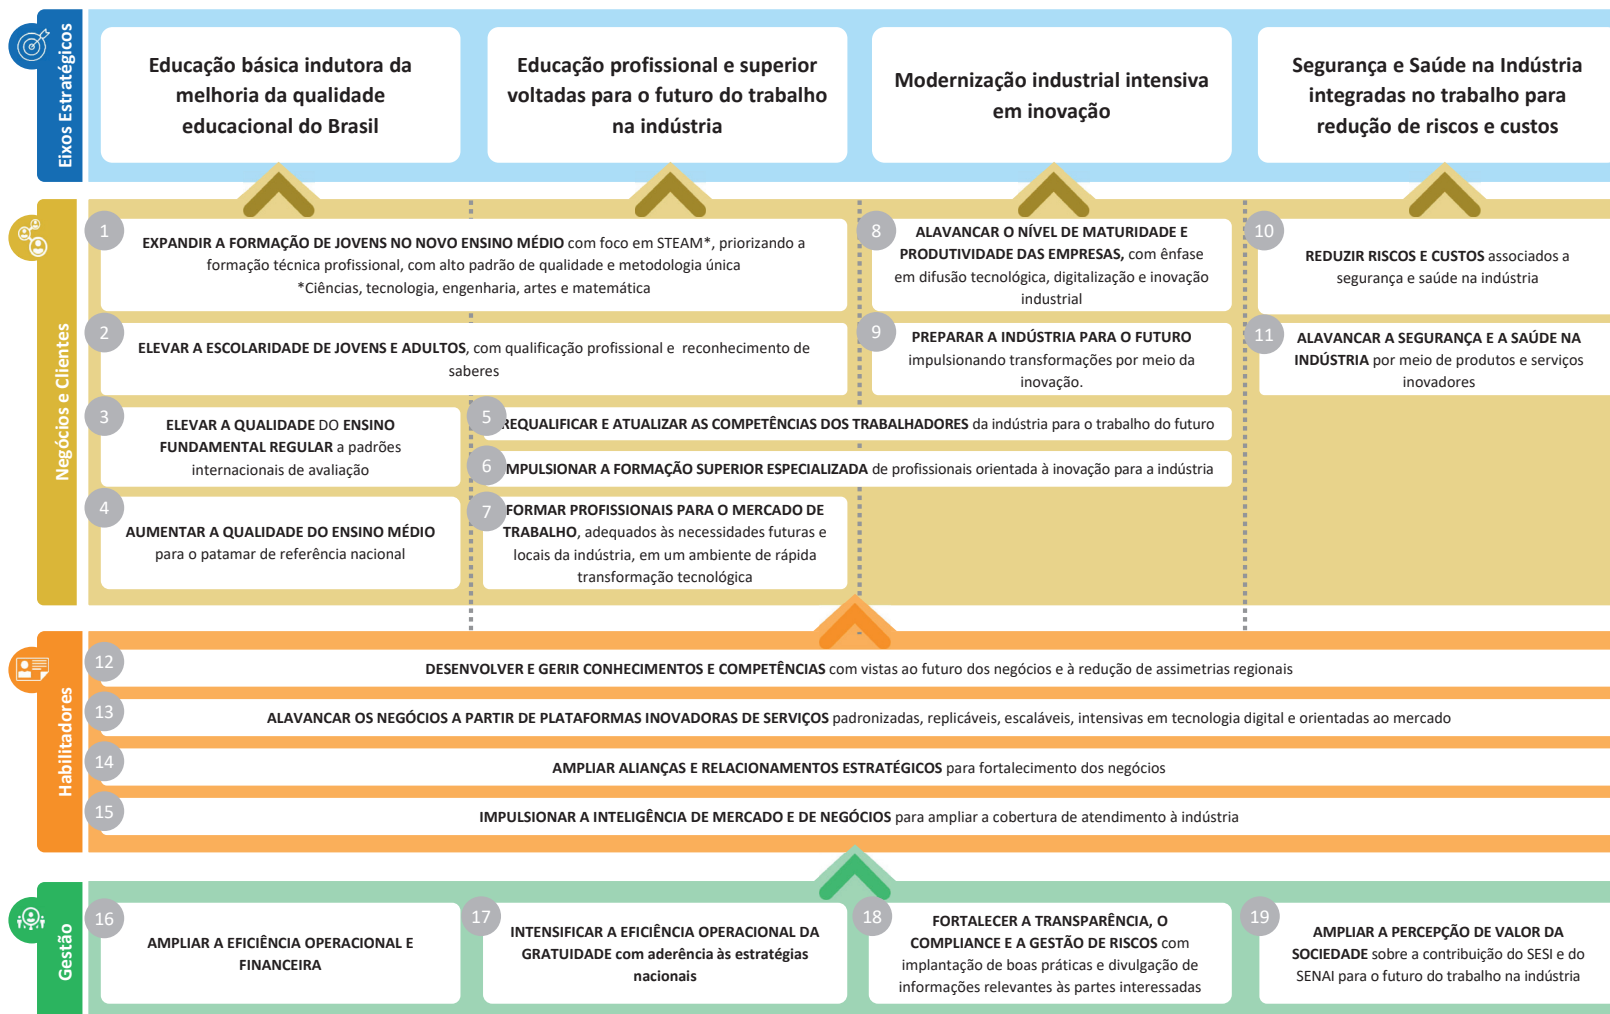 Eixos Estratégicos
Educação básica indutora da
melhoria da qualidade
educacional do Brasil
Educação profissional e superior
voltadas para o futuro do trabalho
na indústria
Modernização industrial intensiva
em inovação
Segurança e Saúde na Indústria
integradas no trabalho para
redução de riscos e custos
Negócios e Clientes
1
EXPANDIR A FORMAÇÃO DE JOVENS NO NOVO ENSINO MÉDIO com foco em STEAM*, priorizando a
formação técnica profissional, com alto padrão de qualidade e metodologia única
*Ciências, tecnologia, engenharia, artes e matemática
2
ELEVAR A ESCOLARIDADE DE JOVENS E ADULTOS, com qualificação profissional e reconhecimento de
saberes
3
ELEVAR A QUALIDADE DO ENSINO
FUNDAMENTAL REGULAR a padrões
internacionais de avaliação
4
AUMENTAR A QUALIDADE DO ENSINO MÉDIO
para o patamar de referência nacional
5
REQUALIFICAR E ATUALIZAR AS COMPETÊNCIAS DOS TRABALHADORES da indústria para o trabalho do futuro
6
IMPULSIONAR A FORMAÇÃO SUPERIOR ESPECIALIZADA de profissionais orientada à inovação para a indústria
7
FORMAR PROFISSIONAIS PARA O MERCADO DE
TRABALHO, adequados às necessidades futuras e
locais da indústria, em um ambiente de rápida
transformação tecnológica
8
ALAVANCAR O NÍVEL DE MATURIDADE E
PRODUTIVIDADE DAS EMPRESAS, com ênfase
em difusão tecnológica, digitalização e inovação
industrial
9
PREPARAR A INDÚSTRIA PARA O FUTURO
impulsionando transformações por meio da
inovação.
10
REDUZIR RISCOS E CUSTOS associados a
segurança e saúde na indústria
11
ALAVANCAR A SEGURANÇA E A SAÚDE NA
INDÚSTRIA por meio de produtos e serviços
inovadores
Habilitadores
12
DESENVOLVER E GERIR CONHECIMENTOS E COMPETÊNCIAS com vistas ao futuro dos negócios e à redução de assimetrias regionais
13
ALAVANCAR OS NEGÓCIOS A PARTIR DE PLATAFORMAS INOVADORAS DE SERVIÇOS padronizadas, replicáveis, escaláveis, intensivas em tecnologia digital e orientadas ao mercado
14
AMPLIAR ALIANÇAS E RELACIONAMENTOS ESTRATÉGICOS para fortalecimento dos negócios
15
IMPULSIONAR A INTELIGÊNCIA DE MERCADO E DE NEGÓCIOS para ampliar a cobertura de atendimento à indústria
Gestão
16
AMPLIAR A EFICIÊNCIA OPERACIONAL E
FINANCEIRA
17
INTENSIFICAR A EFICIÊNCIA OPERACIONAL DA
GRATUIDADE com aderência às estratégias
nacionais
18
FORTALECER A TRANSPARÊNCIA, O
COMPLIANCE E A GESTÃO DE RISCOS com
implantação de boas práticas e divulgação de
informações relevantes às partes interessadas
19
AMPLIAR A PERCEPÇÃO DE VALOR DA
SOCIEDADE sobre a contribuição do SESI e do
SENAI para o futuro do trabalho na indústria